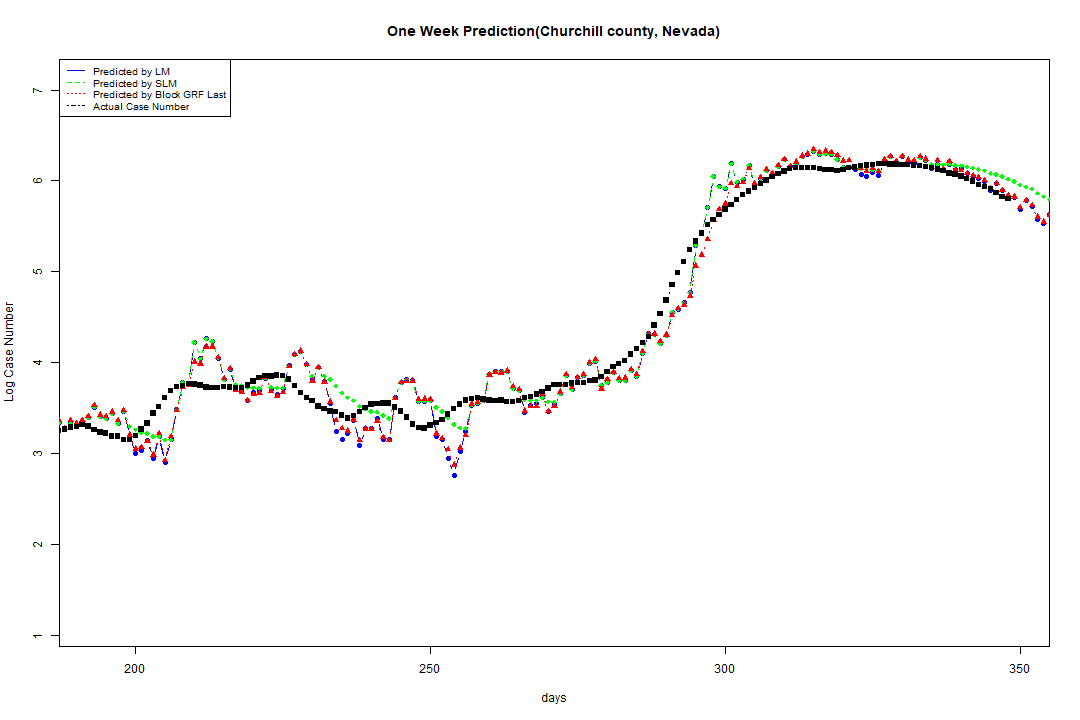 One Week Prediction(Churchill county, Nevada)
Predicted by LM
Predicted by SLM
Predicted by Block GRF Last
Actual Case Number
7
6
5
4
3
2
1
Log Case Number
200
250
300
350
days